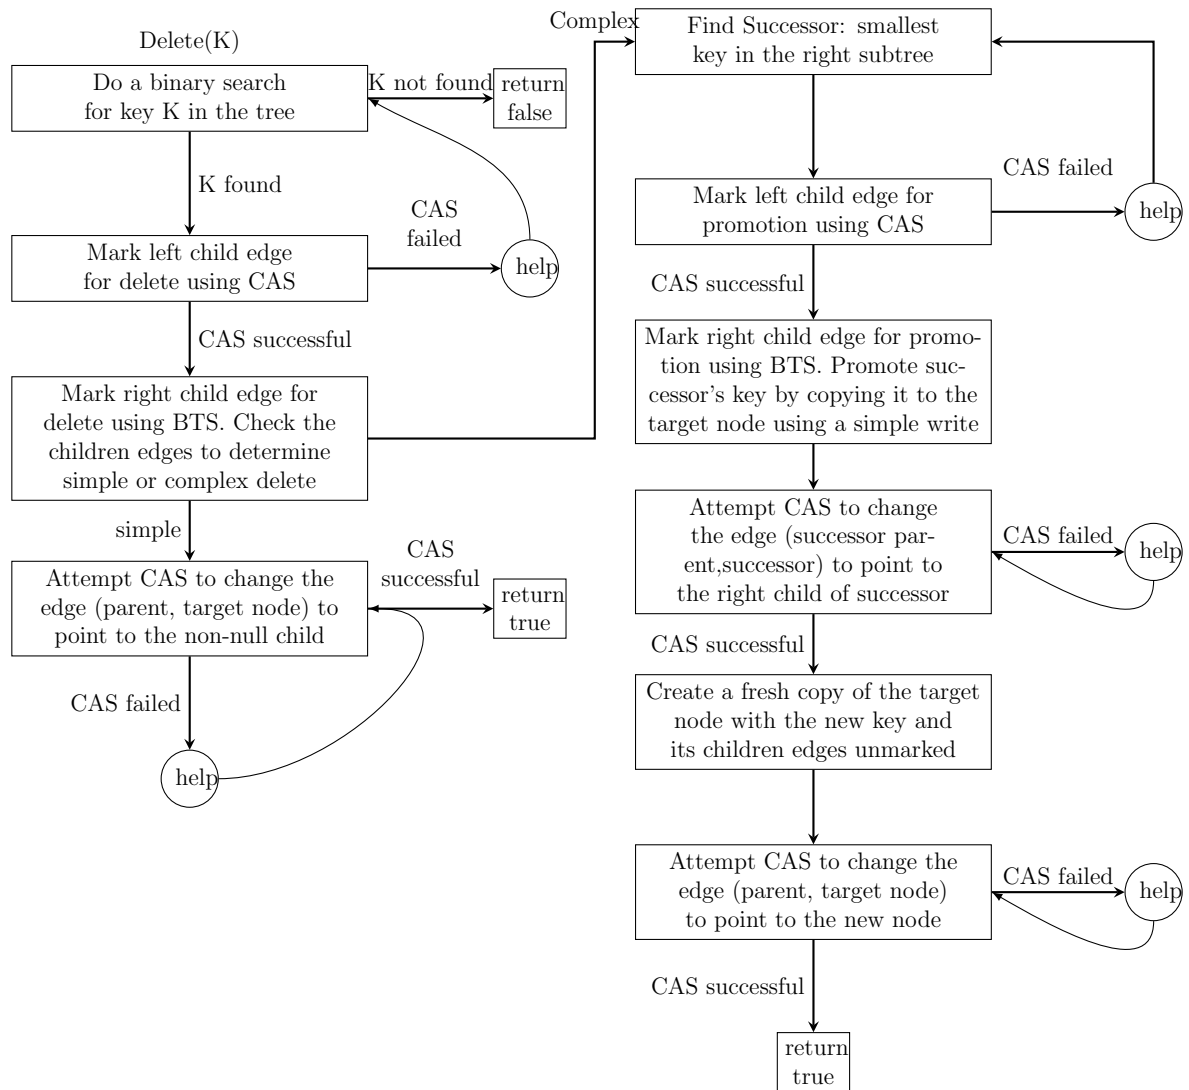 Delete(K)
Do a binary search
for key K in the tree
K not found
return
false
K found
Mark left child edge
for delete using CAS
CAS
failed
help
CAS successful
Mark right child edge for
delete using BTS. Check the
children edges to determine
simple or complex delete
simple
Attempt CAS to change the
edge (parent, target node) to
point to the non-null child
CAS
successful
return
true
CAS failed
help
Complex
Find Successor: smallest
key in the right subtree
Mark left child edge for
promotion using CAS
CAS failed
help
CAS successful
Mark right child edge for promo-
tion using BTS. Promote suc-
cessor's key by copying it to the
target node using a simple write
Attempt CAS to change
the edge (successor par-
ent,successor) to point to
the right child of successor
CAS failed
help
CAS successful
Create a fresh copy of the target
node with the new key and
its children edges unmarked
Attempt CAS to change the
edge (parent, target node)
to point to the new node
CAS failed
help
CAS successful
return
true